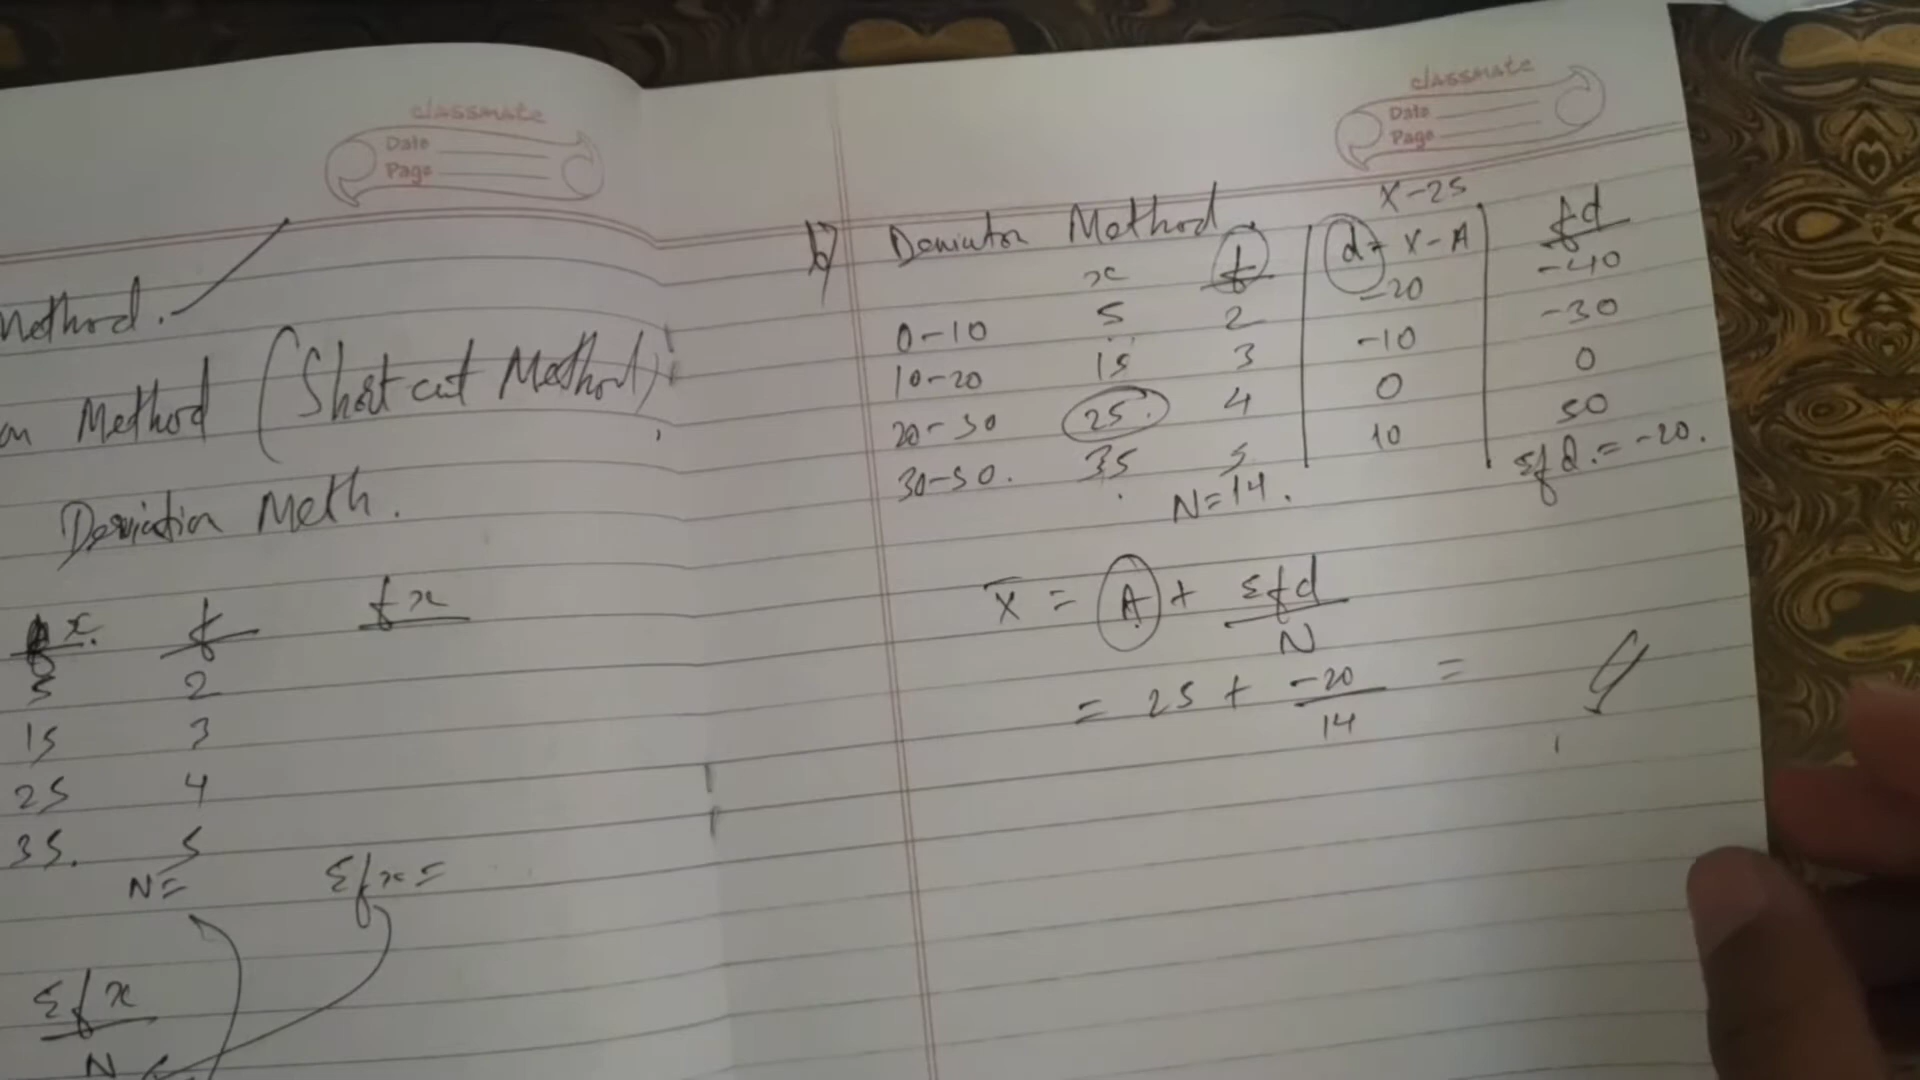 classmate
Date
Page
Method.
on Method (Short cut Method)
Deviation Meth.
x. f fx
5 2
15 3
25 4
35. 5
N= Σfx=
Σfx
N
classmate
Date
Page
b) Deviation Method
X-25
x f d= X-A fd
0-10 5 2 -20 -40
10-20 15 3 -10 -30
20-30 25. 4 0 0
30-50. 35 5 10 50
N=14. Σfd.= -20.
X̄ = A + Σfd
N
= 25 + -20 =
14